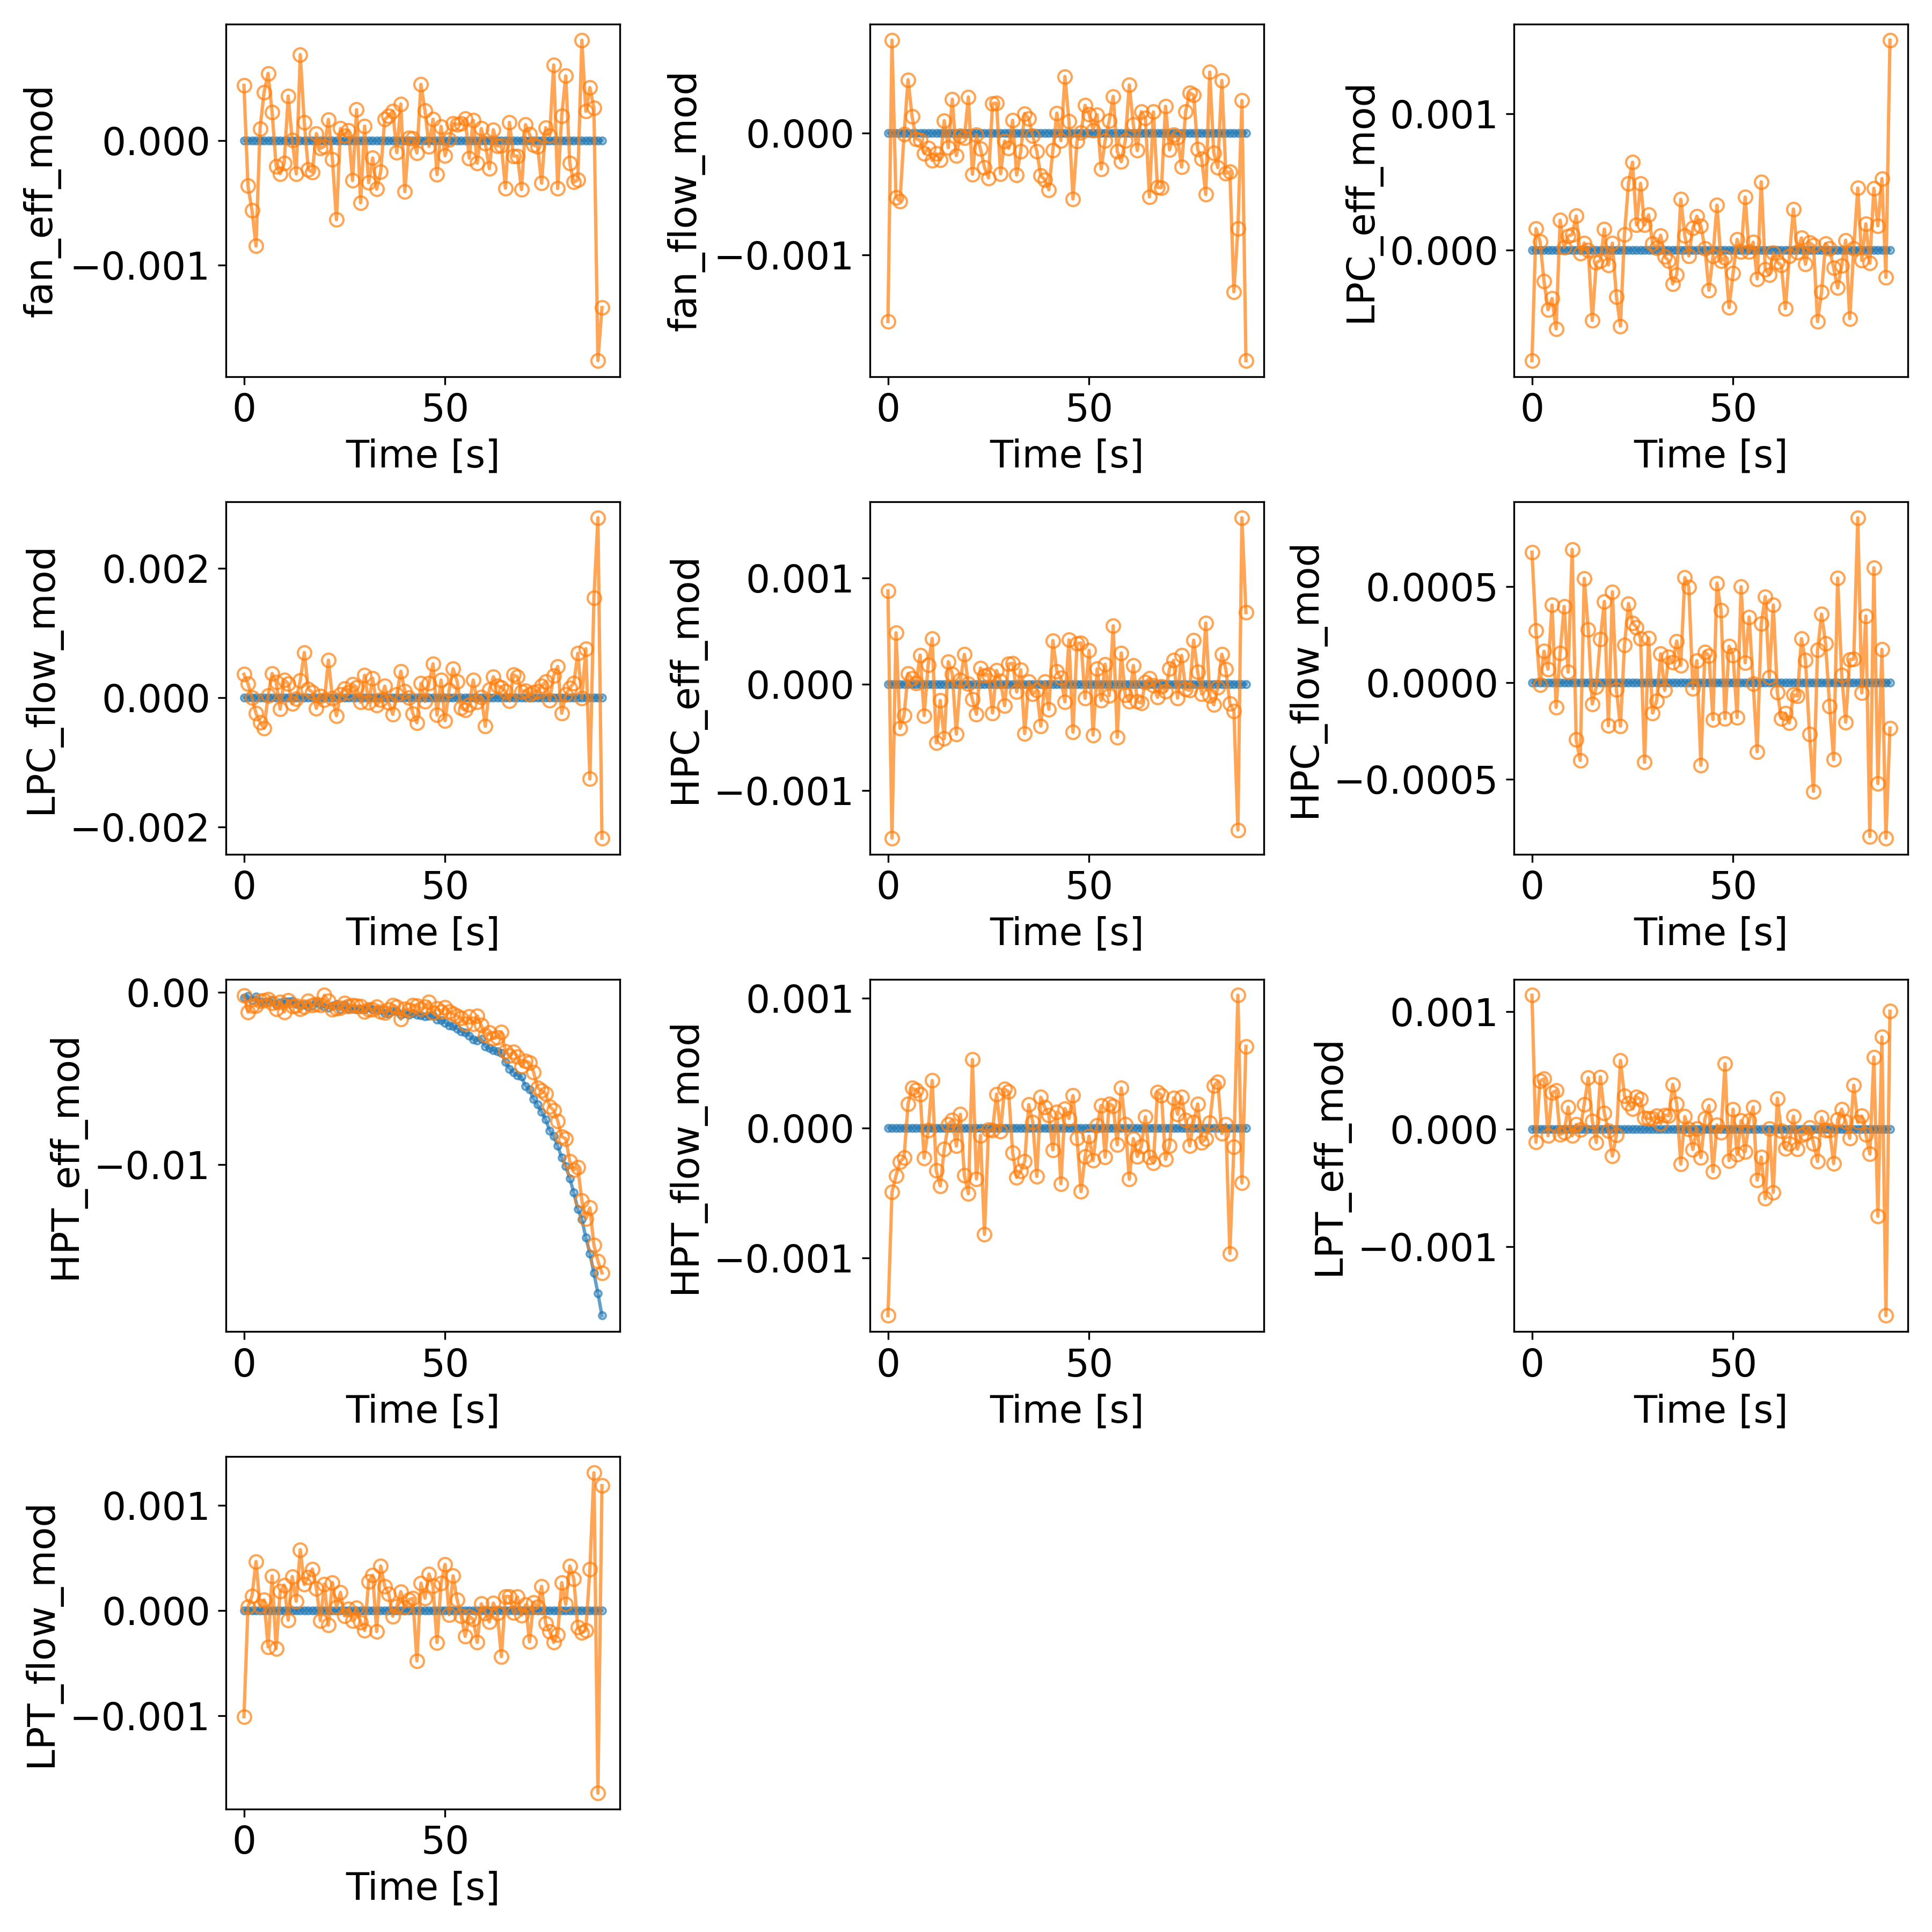 fan_eff_mod
0.000
−0.001
0 50
Time [s]
fan_flow_mod
0.000
−0.001
0 50
Time [s]
LPC_eff_mod
0.001
−0.000
0 50
Time [s]
LPC_flow_mod
0.002
0.000
−0.002
0 50
Time [s]
HPC_eff_mod
0.001
0.000
−0.001
0 50
Time [s]
HPC_flow_mod
0.0005
0.0000
−0.0005
0 50
Time [s]
HPT_eff_mod
0.00
−0.01
0 50
Time [s]
HPT_flow_mod
0.001
0.000
−0.001
0 50
Time [s]
LPT_eff_mod
0.001
0.000
−0.001
0 50
Time [s]
LPT_flow_mod
0.001
0.000
−0.001
0 50
Time [s]